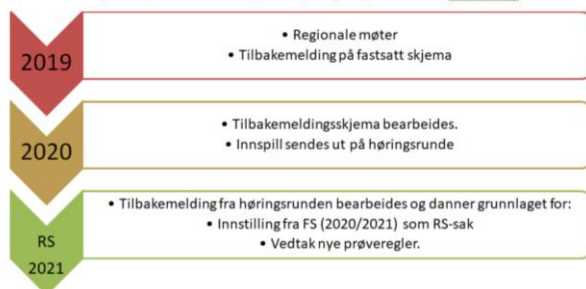 2019
• Regionale møter
• Tilbakemelding på fastsatt skjema
2020
• Tilbakemeldingsskjema bearbeides.
• Innspill sendes ut på høringsrunde
RS
2021
• Tilbakemelding fra høringsrunden bearbeides og danner grunnlaget for:
• Innstilling fra FS (2020/2021) som RS-sak
• Vedtak nye prøveregler.